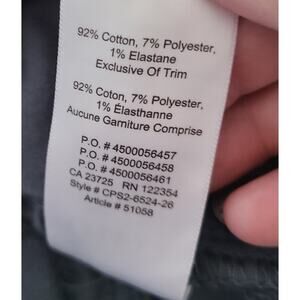 92% Cotton, 7% Polyester,
1% Elastane
Exclusive Of Trim
92% Coton, 7% Polyester,
1% Élasthanne
Aucune Garniture Comprise
P.O. # 4500056457
P.O. # 4500056458
P.O. # 4500056461
CA 23725 RN 122354
Style # CPS2-6524-26
Article # 51058